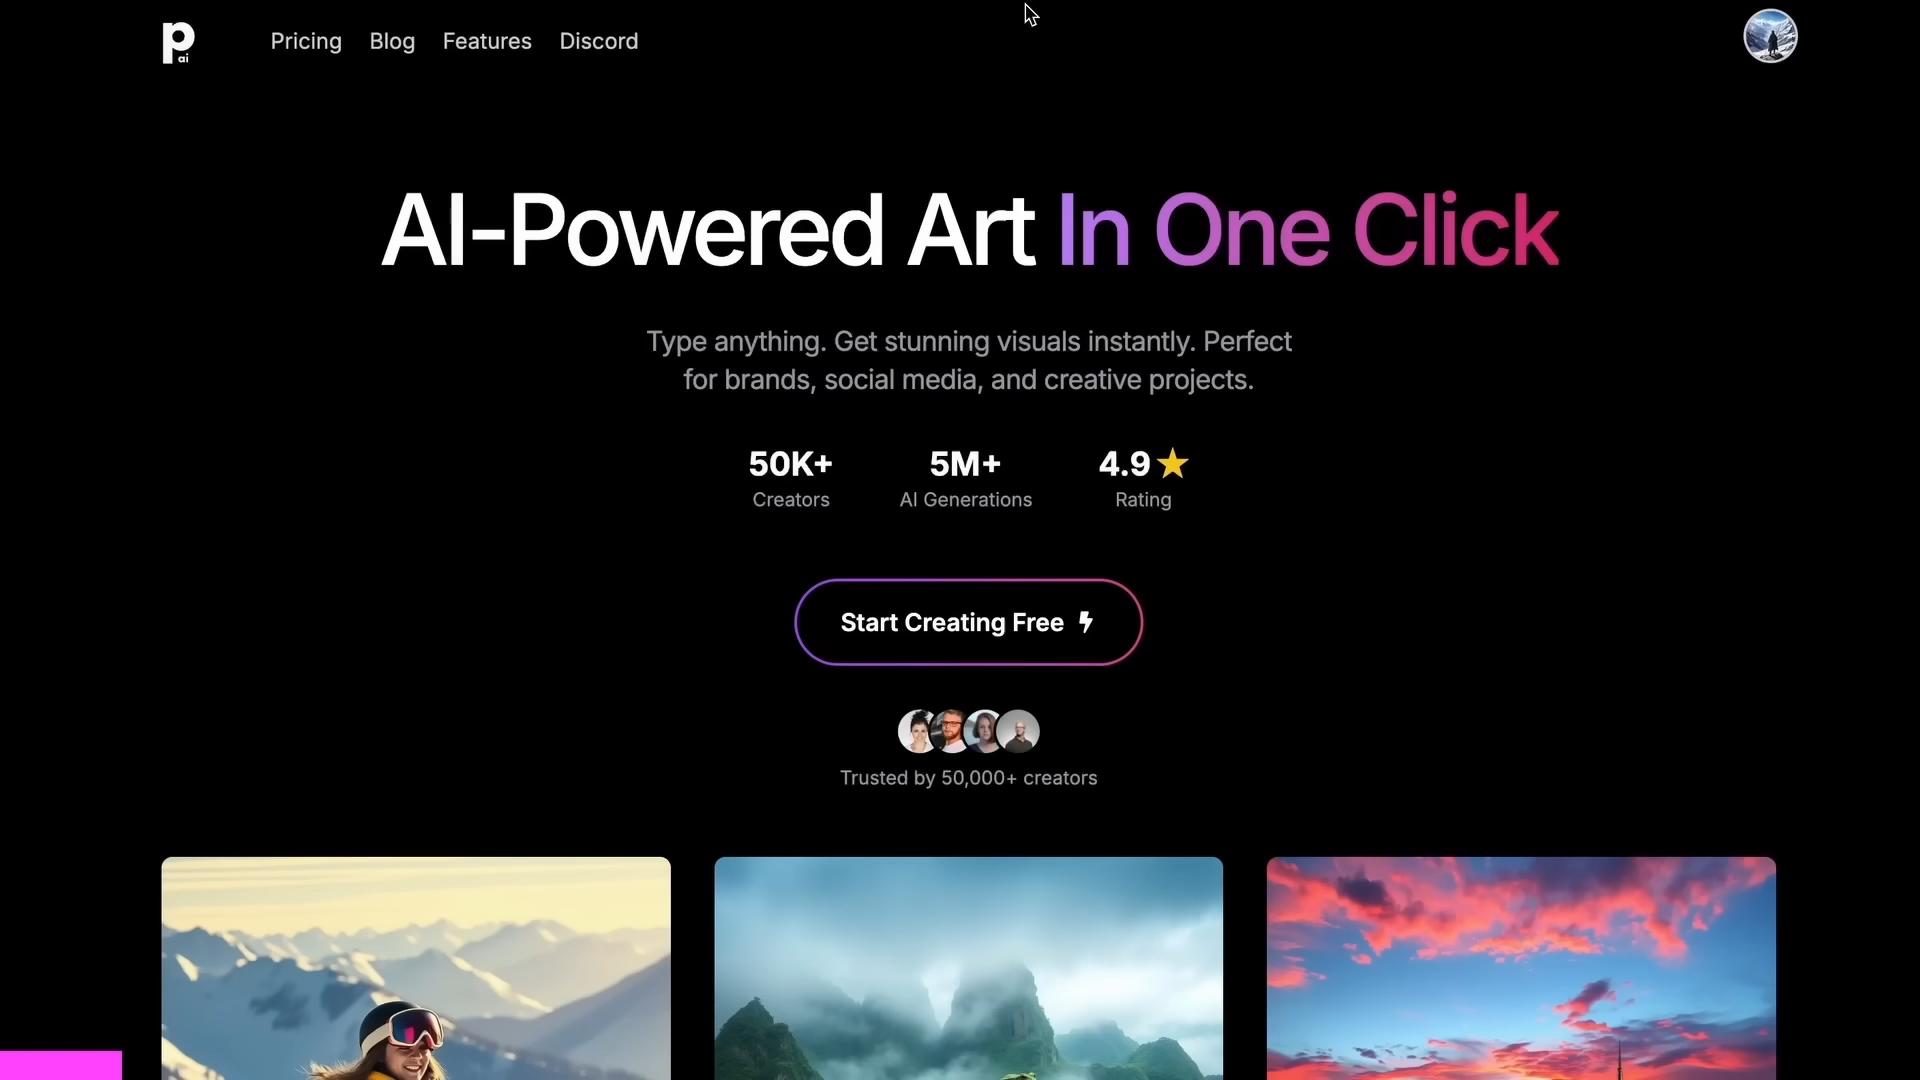 p
ai
Pricing
Blog
Features
Discord
AI-Powered Art In One Click
Type anything. Get stunning visuals instantly. Perfect
for brands, social media, and creative projects.
50K+
Creators
5M+
AI Generations
4.9
Rating
Start Creating Free
Trusted by 50,000+ creators